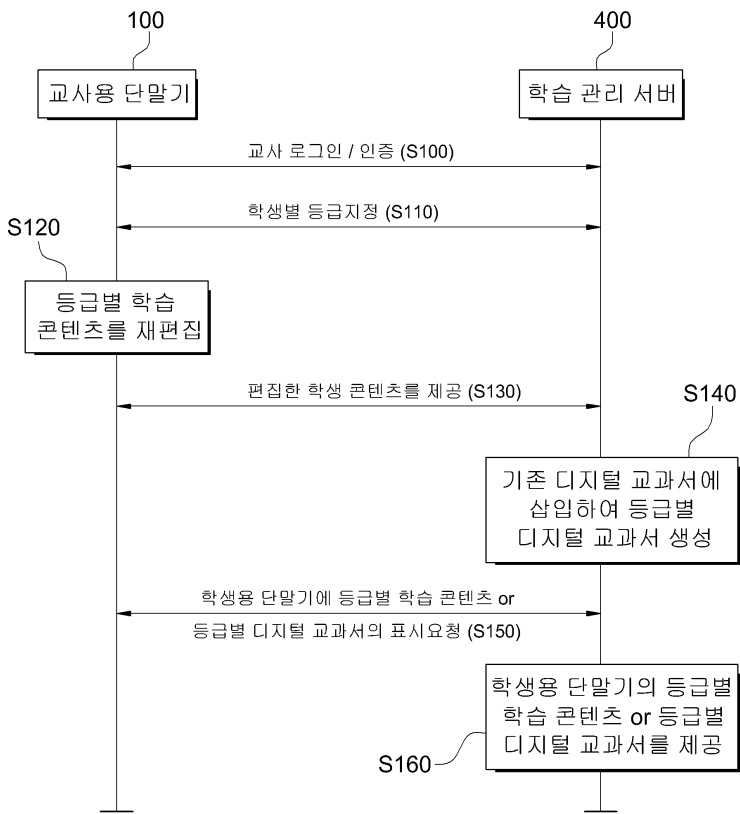 100
400
교사용 단말기
학습 관리 서버
교사 로그인 / 인증 (S100)
학생별 등급지정 (S110)
S120
등급별 학습
콘텐츠를 재편집
편집한 학생 콘텐츠를 제공 (S130)
S140
기존 디지털 교과서에
삽입하여 등급별
디지털 교과서 생성
학생용 단말기에 등급별 학습 콘텐츠 or
등급별 디지털 교과서의 표시요청 (S150)
학생용 단말기의 등급별
학습 콘텐츠 or 등급별
디지털 교과서를 제공
S160